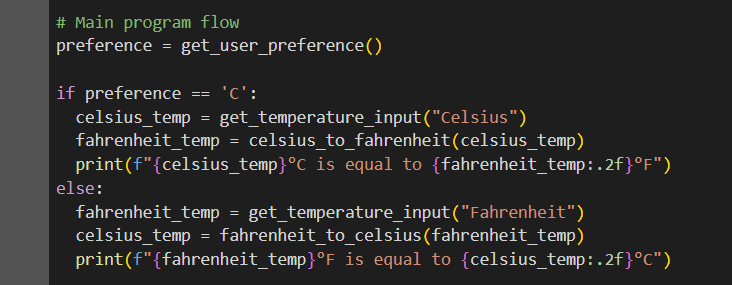 # Main program flow
preference = get_user_preference()

if preference == 'C':
  celsius_temp = get_temperature_input("Celsius")
  fahrenheit_temp = celsius_to_fahrenheit(celsius_temp)
  print(f"{celsius_temp}°C is equal to {fahrenheit_temp:.2f}°F")
else:
  fahrenheit_temp = get_temperature_input("Fahrenheit")
  celsius_temp = fahrenheit_to_celsius(fahrenheit_temp)
  print(f"{fahrenheit_temp}°F is equal to {celsius_temp:.2f}°C")